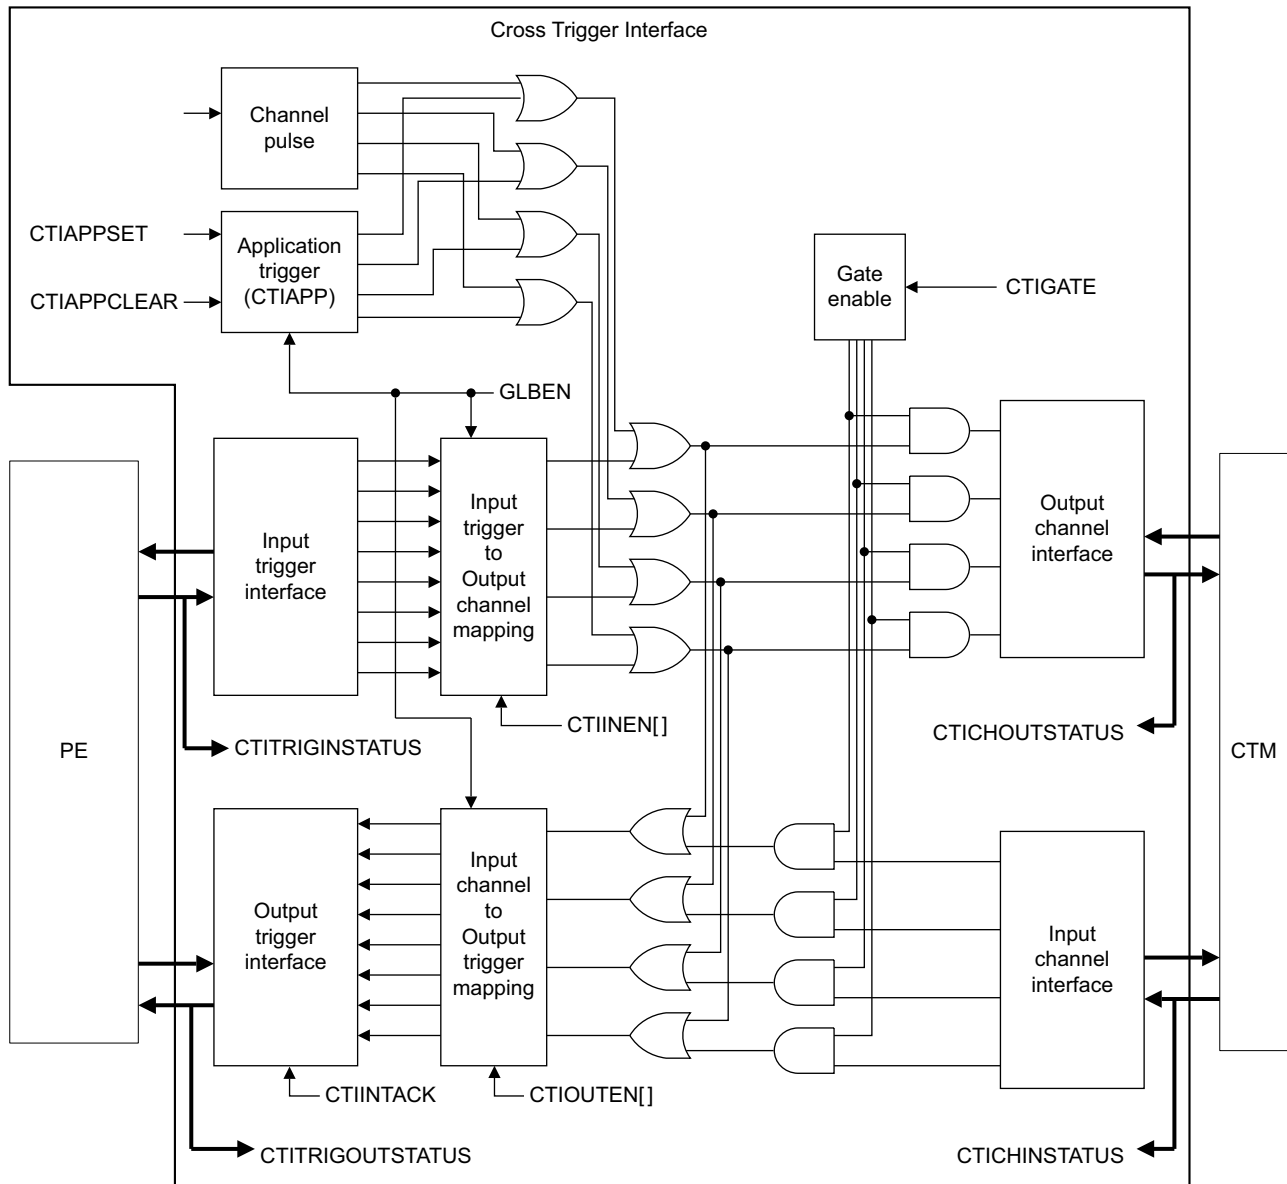 Cross Trigger Interface
Channel
pulse
CTIAPPSET
CTIAPPCLEAR
Application
trigger
(CTIAPP)
Gate
enable
CTIGATE
GLBEN
PE
Input
trigger
interface
Input
trigger
to
Output
channel
mapping
Output
channel
interface
CTM
CTIINEN[]
CTITRIGINSTATUS
CTICHOUTSTATUS
Output
trigger
interface
Input
channel
to
Output
trigger
mapping
Input
channel
interface
CTIINTACK
CTIOUTEN[]
CTITRIGOUTSTATUS
CTICHINSTATUS